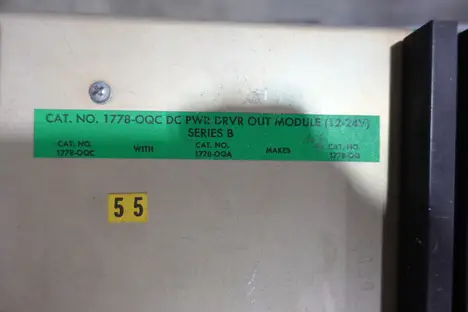 CAT. NO. 1778-OQC DC PWR DRVR OUT MODULE (12-24V)
SERIES B
CAT. NO. WITH CAT. NO. MAKES CAT. NO.
1778-OQC 1778-OQA 1778-OQ
55